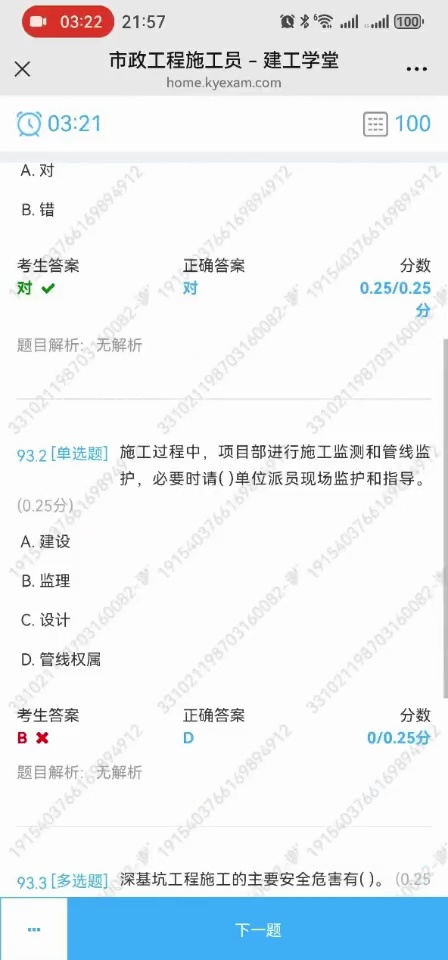 03:22 21:57 6 100
市政工程施工员 – 建工学堂
home.kyexam.com
03:21 100
A. 对
B. 错
考生答案 正确答案 分数
对 对 0.25/0.25
分
题目解析: 无解析
93.2 [单选题] 施工过程中，项目部进行施工监测和管线监
护，必要时请( )单位派员现场监护和指导。
(0.25分)
A. 建设
B. 监理
C. 设计
D. 管线权属
考生答案 正确答案 分数
B D 0/0.25分
题目解析: 无解析
93.3 [多选题] 深基坑工程施工的主要安全危害有( )。 (0.25
... 下一题
331021198703160082-
19154037661698949​12